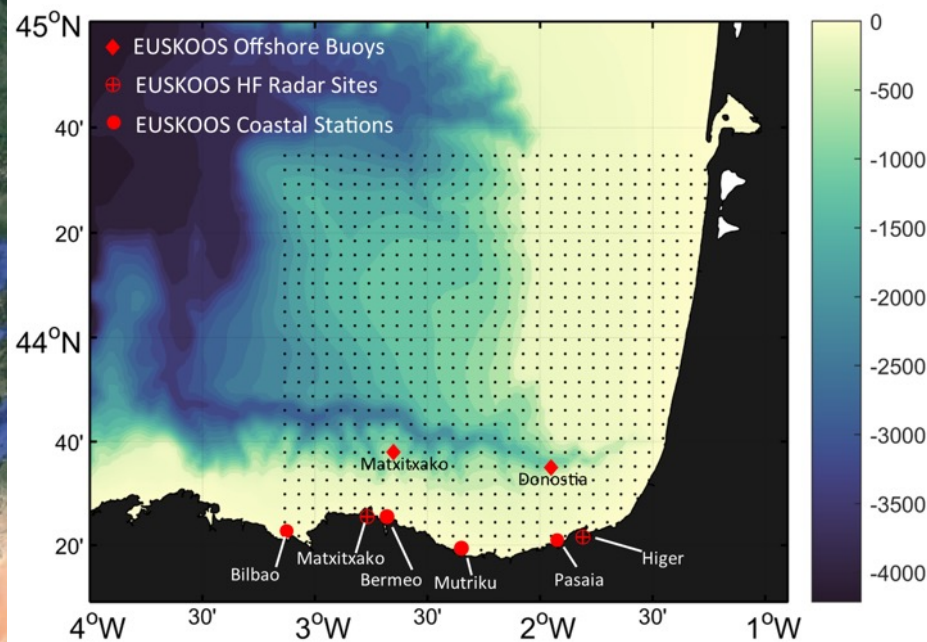 45°N
EUSKOOS Offshore Buoys
EUSKOOS HF Radar Sites
EUSKOOS Coastal Stations
40'
20'
44°N
40'
20'
Matxitxako
Donostia
Bilbao
Matxitxako
Bermeo
Mutriku
Pasaia
Higer
4°W
30'
3°W
30'
2°W
30'
1°W
0
-500
-1000
-1500
-2000
-2500
-3000
-3500
-4000